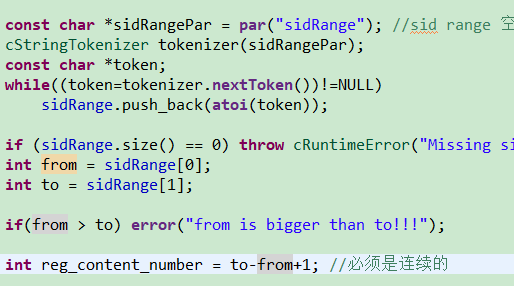 const char *sidRangePar = par("sidRange"); //sid range 空
cStringTokenizer tokenizer(sidRangePar);
const char *token;
while((token=tokenizer.nextToken())!=NULL)
sidRange.push_back(atoi(token));
if (sidRange.size() == 0) throw cRuntimeError("Missing si
int from = sidRange[0];
int to = sidRange[1];
if(from > to) error("from is bigger than to!!!");
int reg_content_number = to-from+1; //必须是连续的